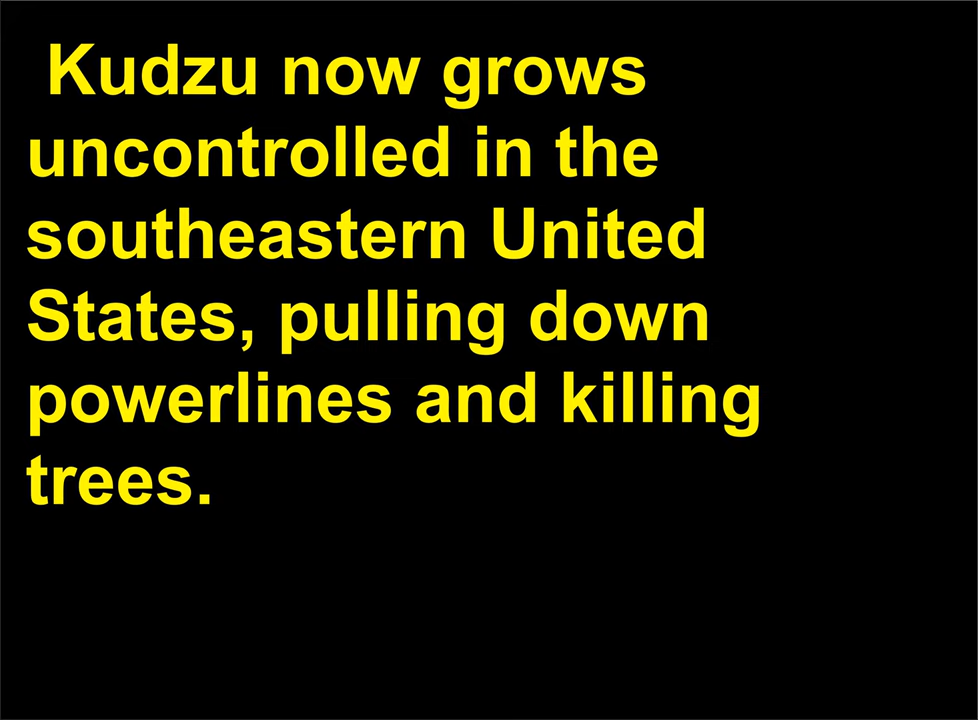 Kudzu now grows
uncontrolled in the
southeastern United
States, pulling down
powerlines and killing
trees.